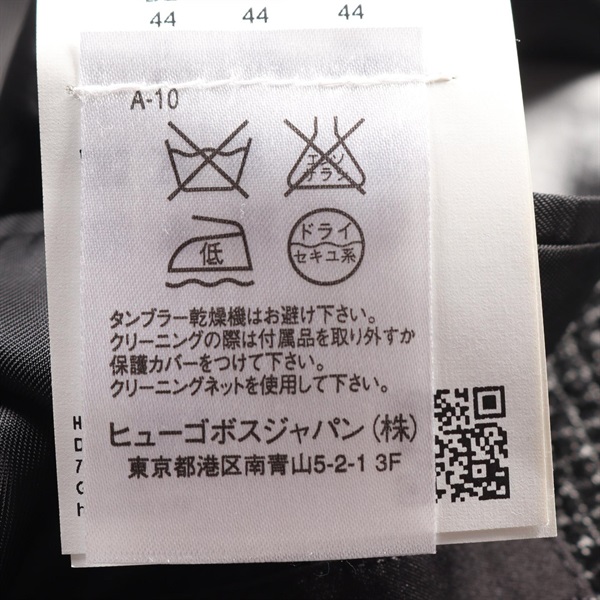 44 44 44
A-10
エンソ
サラン
低
ドライ
セキユ系
タンブラー乾燥機はお避け下さい。
クリーニングの際は付属品を取り外すか
保護カバーをつけて下さい。
クリーニングネットを使用して下さい。
ヒューゴボスジャパン（株）
東京都港区南青山5-2-1 3F
H
D
7